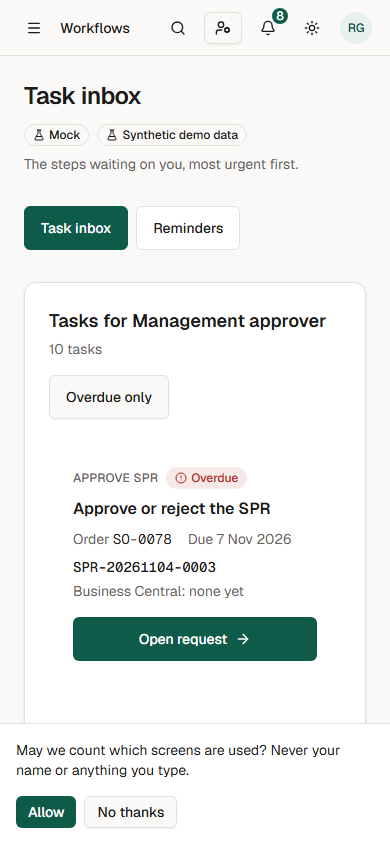 Workflows
8
RG
Task inbox
Mock
Synthetic demo data
The steps waiting on you, most urgent first.
Task inbox
Reminders
Tasks for Management approver
10 tasks
Overdue only
APPROVE SPR
Overdue
Approve or reject the SPR
Order SO-0078 Due 7 Nov 2026
SPR-20261104-0003
Business Central: none yet
Open request →
May we count which screens are used? Never your
name or anything you type.
Allow
No thanks